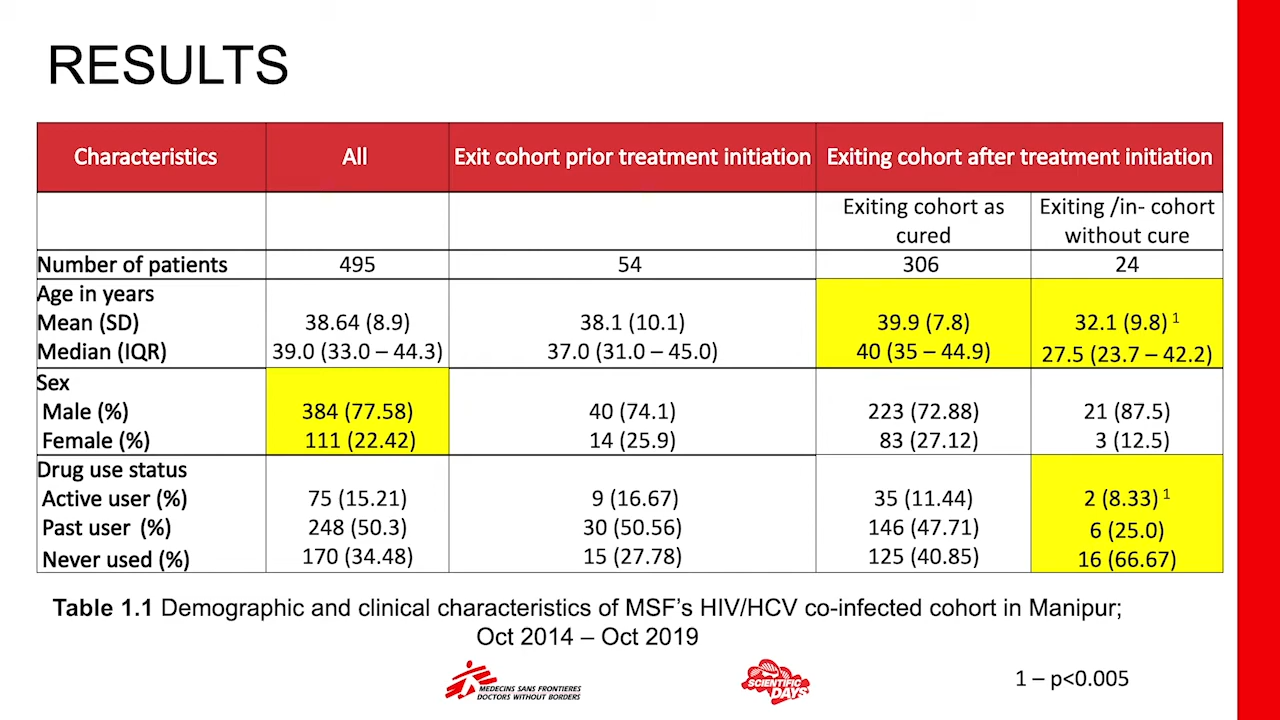 RESULTS
Characteristics All Exit cohort prior treatment initiation Exiting cohort after treatment initiation
Exiting cohort as cured Exiting /in- cohort without cure
Number of patients 495 54 306 24
Age in years
Mean (SD) 38.64 (8.9) 38.1 (10.1) 39.9 (7.8) 32.1 (9.8) 1
Median (IQR) 39.0 (33.0 – 44.3) 37.0 (31.0 – 45.0) 40 (35 – 44.9) 27.5 (23.7 – 42.2)
Sex
Male (%) 384 (77.58) 40 (74.1) 223 (72.88) 21 (87.5)
Female (%) 111 (22.42) 14 (25.9) 83 (27.12) 3 (12.5)
Drug use status
Active user (%) 75 (15.21) 9 (16.67) 35 (11.44) 2 (8.33) 1
Past user (%) 248 (50.3) 30 (50.56) 146 (47.71) 6 (25.0)
Never used (%) 170 (34.48) 15 (27.78) 125 (40.85) 16 (66.67)
Table 1.1 Demographic and clinical characteristics of MSF's HIV/HCV co-infected cohort in Manipur;
Oct 2014 – Oct 2019
MEDECINS SANS FRONTIERES
DOCTORS WITHOUT BORDERS
SCIENTIFIC
DAYS
1 – p<0.005